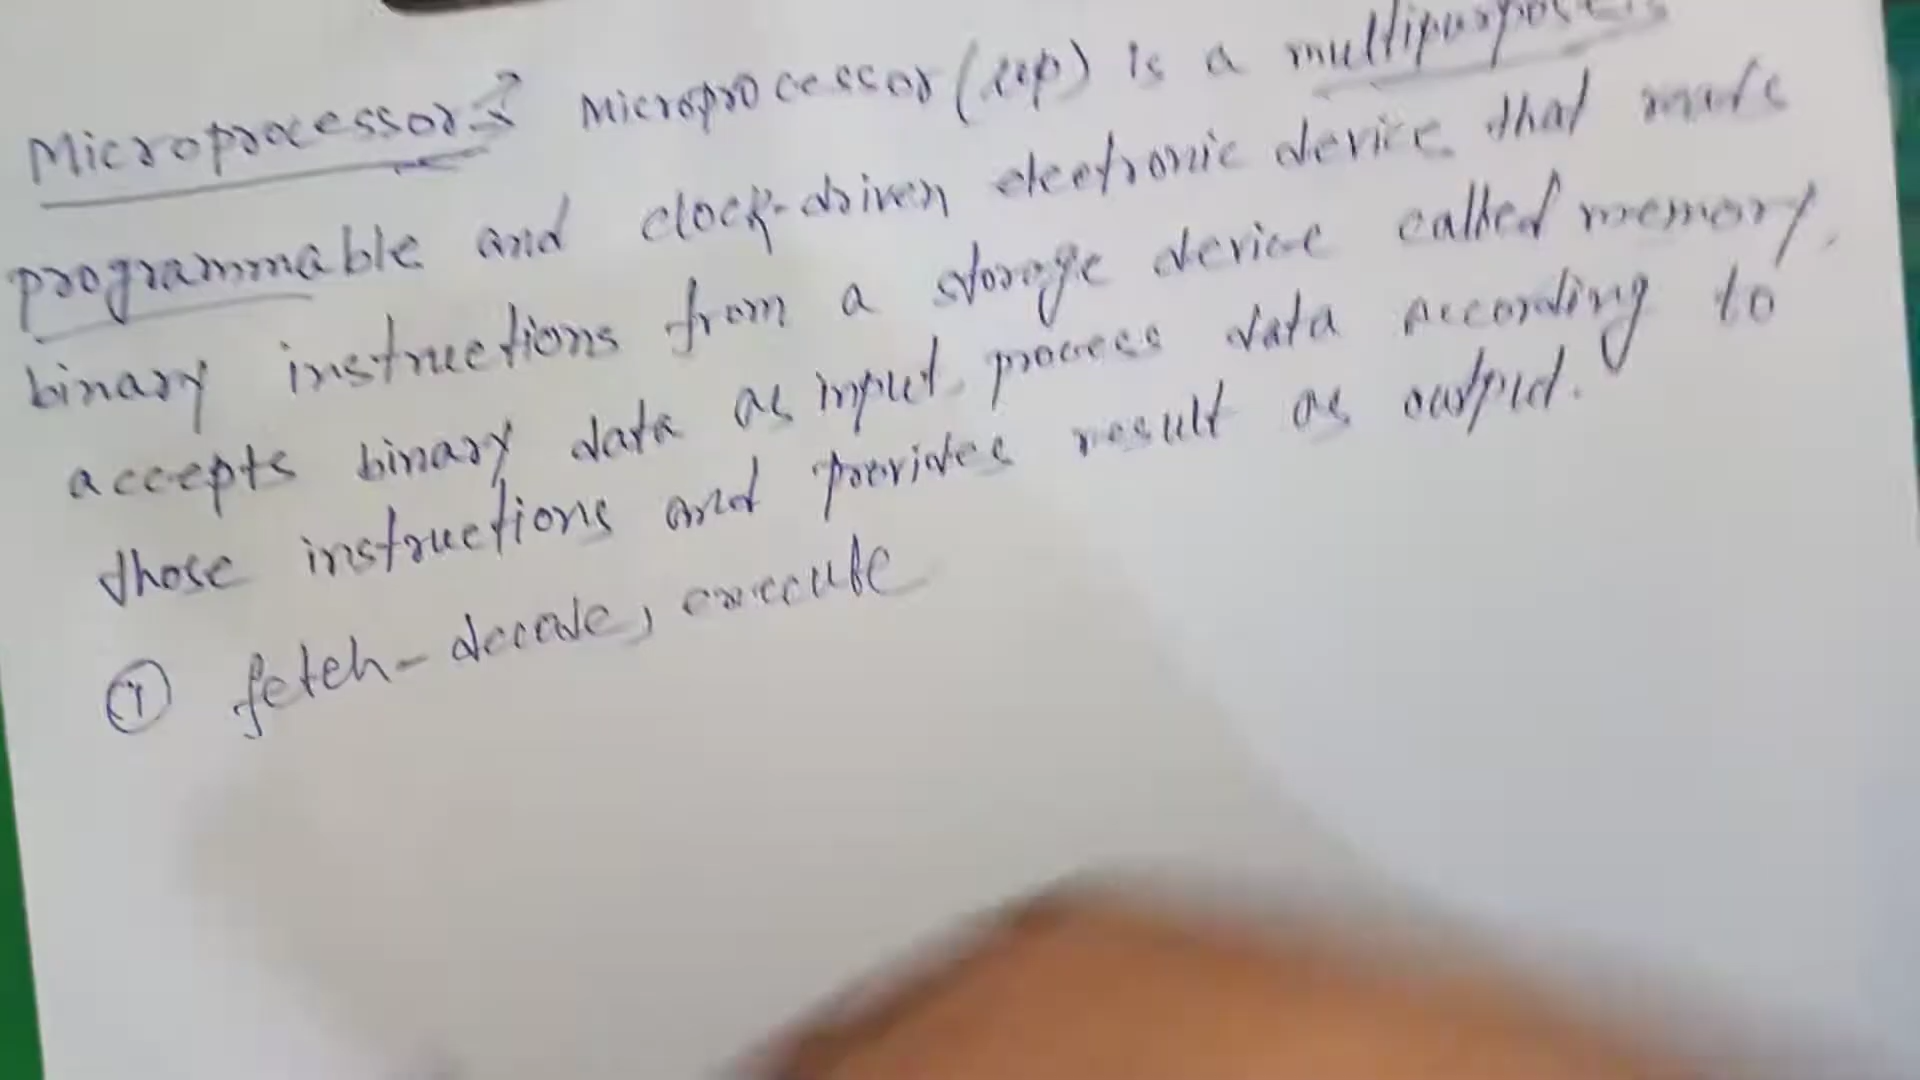 Microprocessor→ Microprocessor (μp) is a multipurpose
programmable and clock-driven electronic device that
binary instructions from a storage device called memory,
accepts binary data as input, process data according to
those instructions and provides result as output.
① fetch-decode, execute